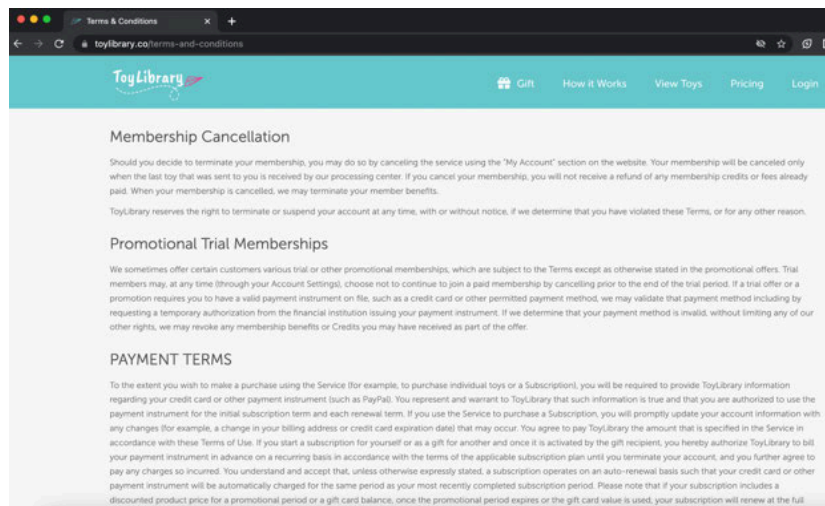 Terms & Conditions
toylibrary.co/terms-and-conditions
ToyLibrary
Gift
How it Works
View Toys
Pricing
Login
Membership Cancellation
Should you decide to terminate your membership, you may do so by canceling the service using the "My Account" section on the website. Your membership will be canceled only
when the last toy that was sent to you is received by our processing center. If you cancel your membership, you will not receive a refund of any membership credits or fees already
paid. When your membership is cancelled, we may terminate your member benefits.
ToyLibrary reserves the right to terminate or suspend your account at any time, with or without notice, if we determine that you have violated these Terms, or for any other reason.
Promotional Trial Memberships
We sometimes offer certain customers various trial or other promotional memberships, which are subject to the Terms except as otherwise stated in the promotional offers. Trial
members may, at any time (through your Account Settings), choose not to continue to join a paid membership by cancelling prior to the end of the trial period. If a trial offer or a
promotion requires you to have a valid payment instrument on file, such as a credit card or other permitted payment method, we may validate that payment method including by
requesting a temporary authorization from the financial institution issuing your payment instrument. If we determine that your payment method is invalid, without limiting any of our
other rights, we may revoke any membership benefits or Credits you may have received as part of the offer.
PAYMENT TERMS
To the extent you wish to make a purchase using the Service (for example, to purchase individual toys or a Subscription), you will be required to provide ToyLibrary information
regarding your credit card or other payment instrument (such as PayPal). You represent and warrant to ToyLibrary that such information is true and that you are authorized to use the
payment instrument for the initial subscription term and each renewal term. If you use the Service to purchase a Subscription, you will promptly update your account information with
any changes (for example, a change in your billing address or credit card expiration date) that may occur. You agree to pay ToyLibrary the amount that is specified in the Service in
accordance with these Terms of Use. If you start a subscription for yourself or as a gift for another and once it is activated by the gift recipient, you hereby authorize ToyLibrary to bill
your payment instrument in advance on a recurring basis in accordance with the terms of the applicable subscription plan until you terminate your account, and you further agree to
pay any charges so incurred. You understand and accept that, unless otherwise expressly stated, a subscription operates on an auto-renewal basis such that your credit card or other
payment instrument will be automatically charged for the same period as your most recently completed subscription period. Please note that if your subscription includes a
discounted product price for a promotional period or a gift card balance, once the promotional period expires or the gift card value is used, your subscription will renew at the full